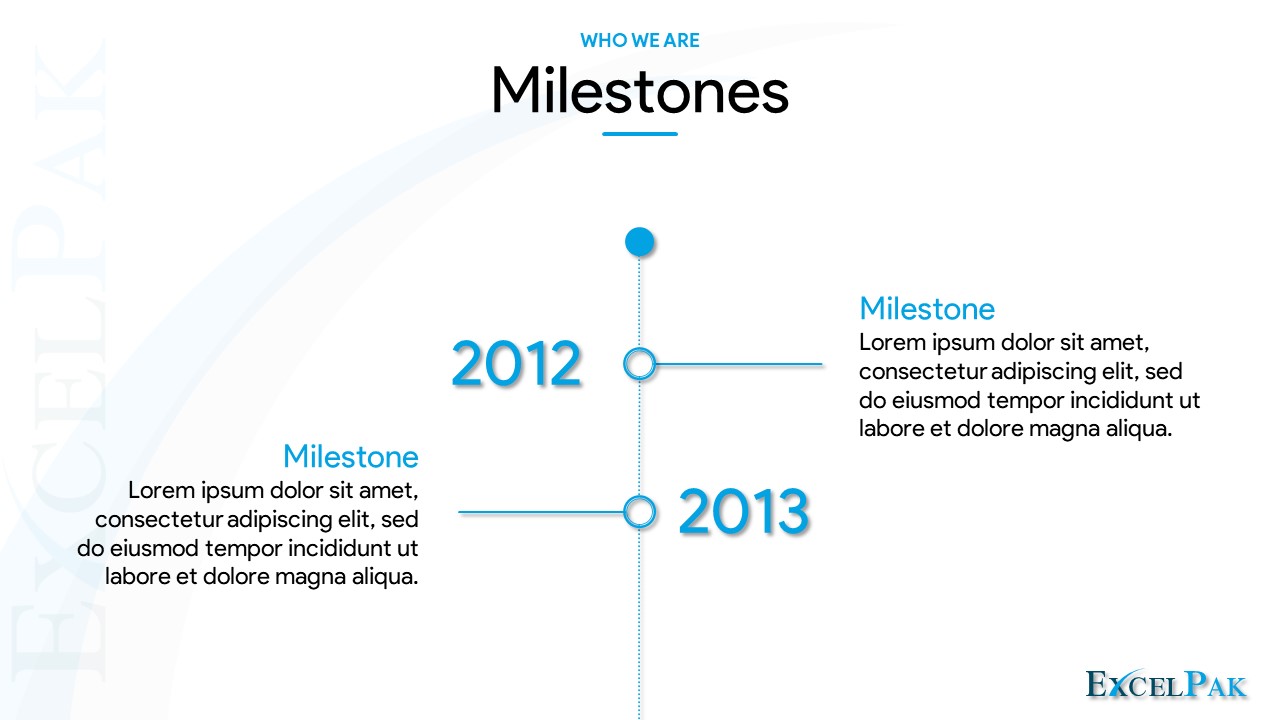 WHO WE ARE
Milestones
2012
Milestone
Lorem ipsum dolor sit amet,
consectetur adipiscing elit, sed
do eiusmod tempor incididunt ut
labore et dolore magna aliqua.
Milestone
Lorem ipsum dolor sit amet,
consectetur adipiscing elit, sed
do eiusmod tempor incididunt ut
labore et dolore magna aliqua.
2013
EXCELPAK
EXCELPAK